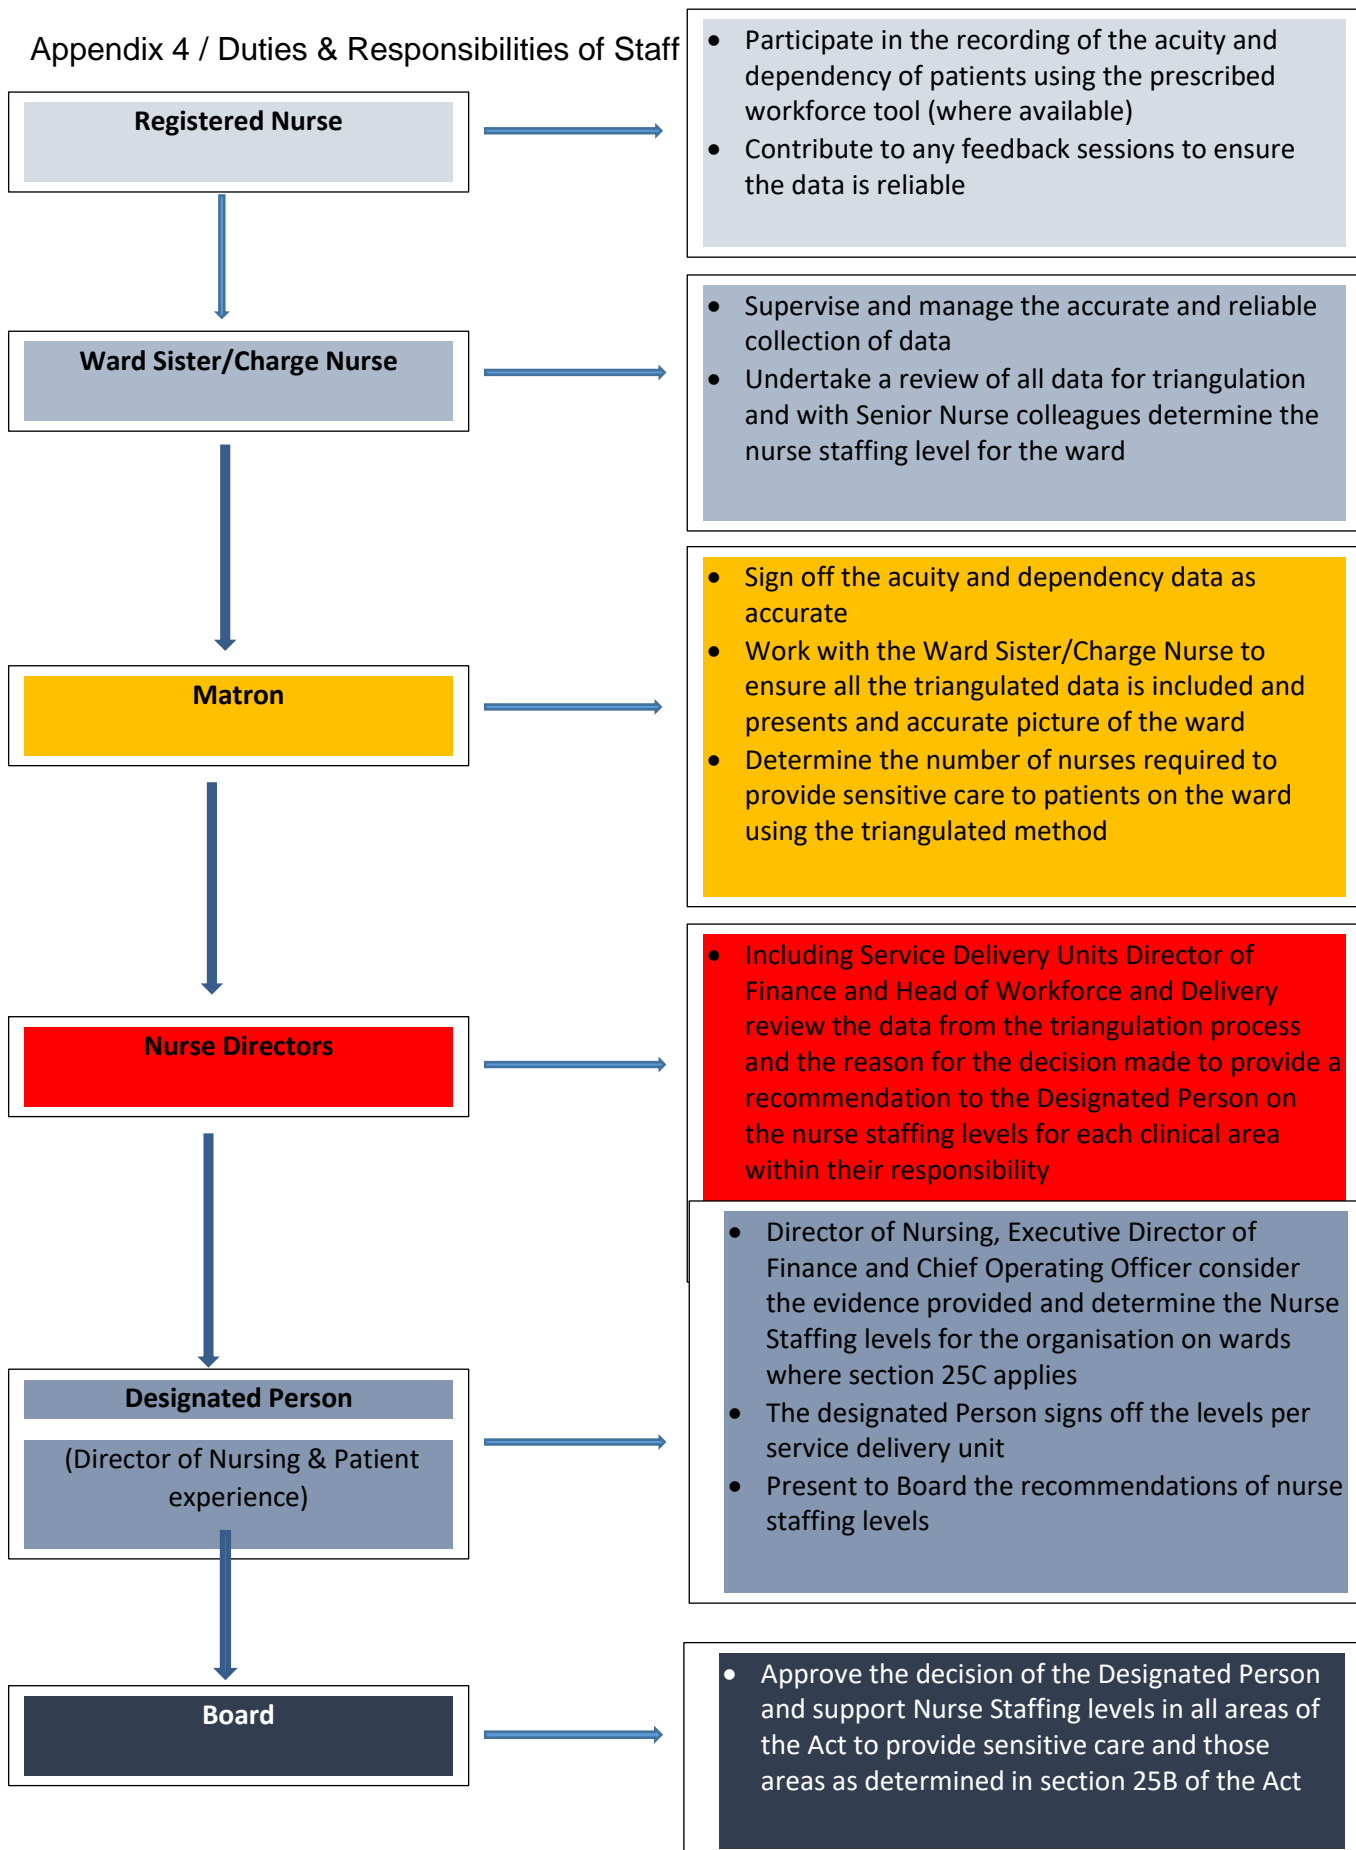 Appendix 4 / Duties & Responsibilities of Staff
Registered Nurse
• Participate in the recording of the acuity and
dependency of patients using the prescribed
workforce tool (where available)
• Contribute to any feedback sessions to ensure
the data is reliable
Ward Sister/Charge Nurse
• Supervise and manage the accurate and reliable
collection of data
• Undertake a review of all data for triangulation
and with Senior Nurse colleagues determine the
nurse staffing level for the ward
Matron
• Sign off the acuity and dependency data as
accurate
• Work with the Ward Sister/Charge Nurse to
ensure all the triangulated data is included and
presents and accurate picture of the ward
• Determine the number of nurses required to
provide sensitive care to patients on the ward
using the triangulated method
Nurse Directors
• Including Service Delivery Units Director of
Finance and Head of Workforce and Delivery
review the data from the triangulation process
and the reason for the decision made to provide a
recommendation to the Designated Person on
the nurse staffing levels for each clinical area
within their responsibility
Designated Person
(Director of Nursing & Patient
experience)
• Director of Nursing, Executive Director of
Finance and Chief Operating Officer consider
the evidence provided and determine the Nurse
Staffing levels for the organisation on wards
where section 25C applies
• The designated Person signs off the levels per
service delivery unit
• Present to Board the recommendations of nurse
staffing levels
Board
• Approve the decision of the Designated Person
and support Nurse Staffing levels in all areas of
the Act to provide sensitive care and those
areas as determined in section 25B of the Act